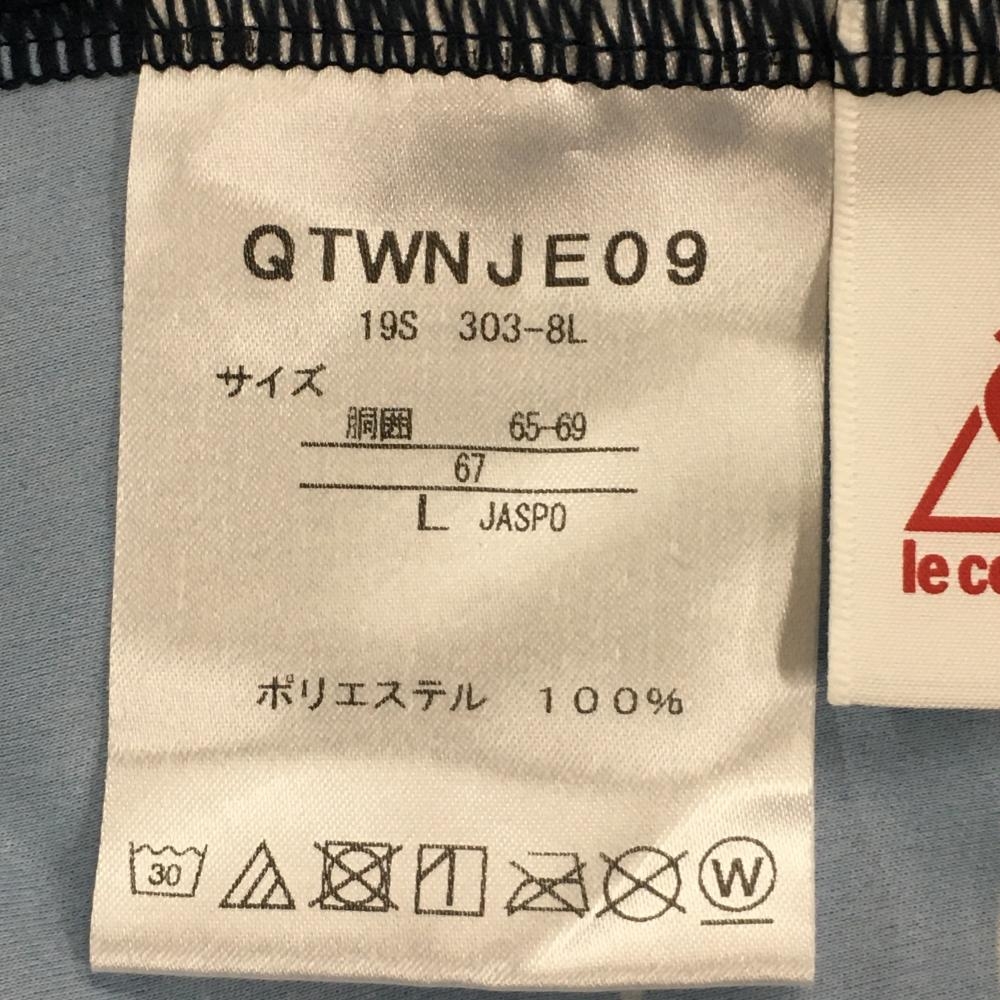 QTWNJE09
19S 303-8L
サイズ
胴囲 65-69
67
L JASPO
ポリエステル 100%
30
W
le co